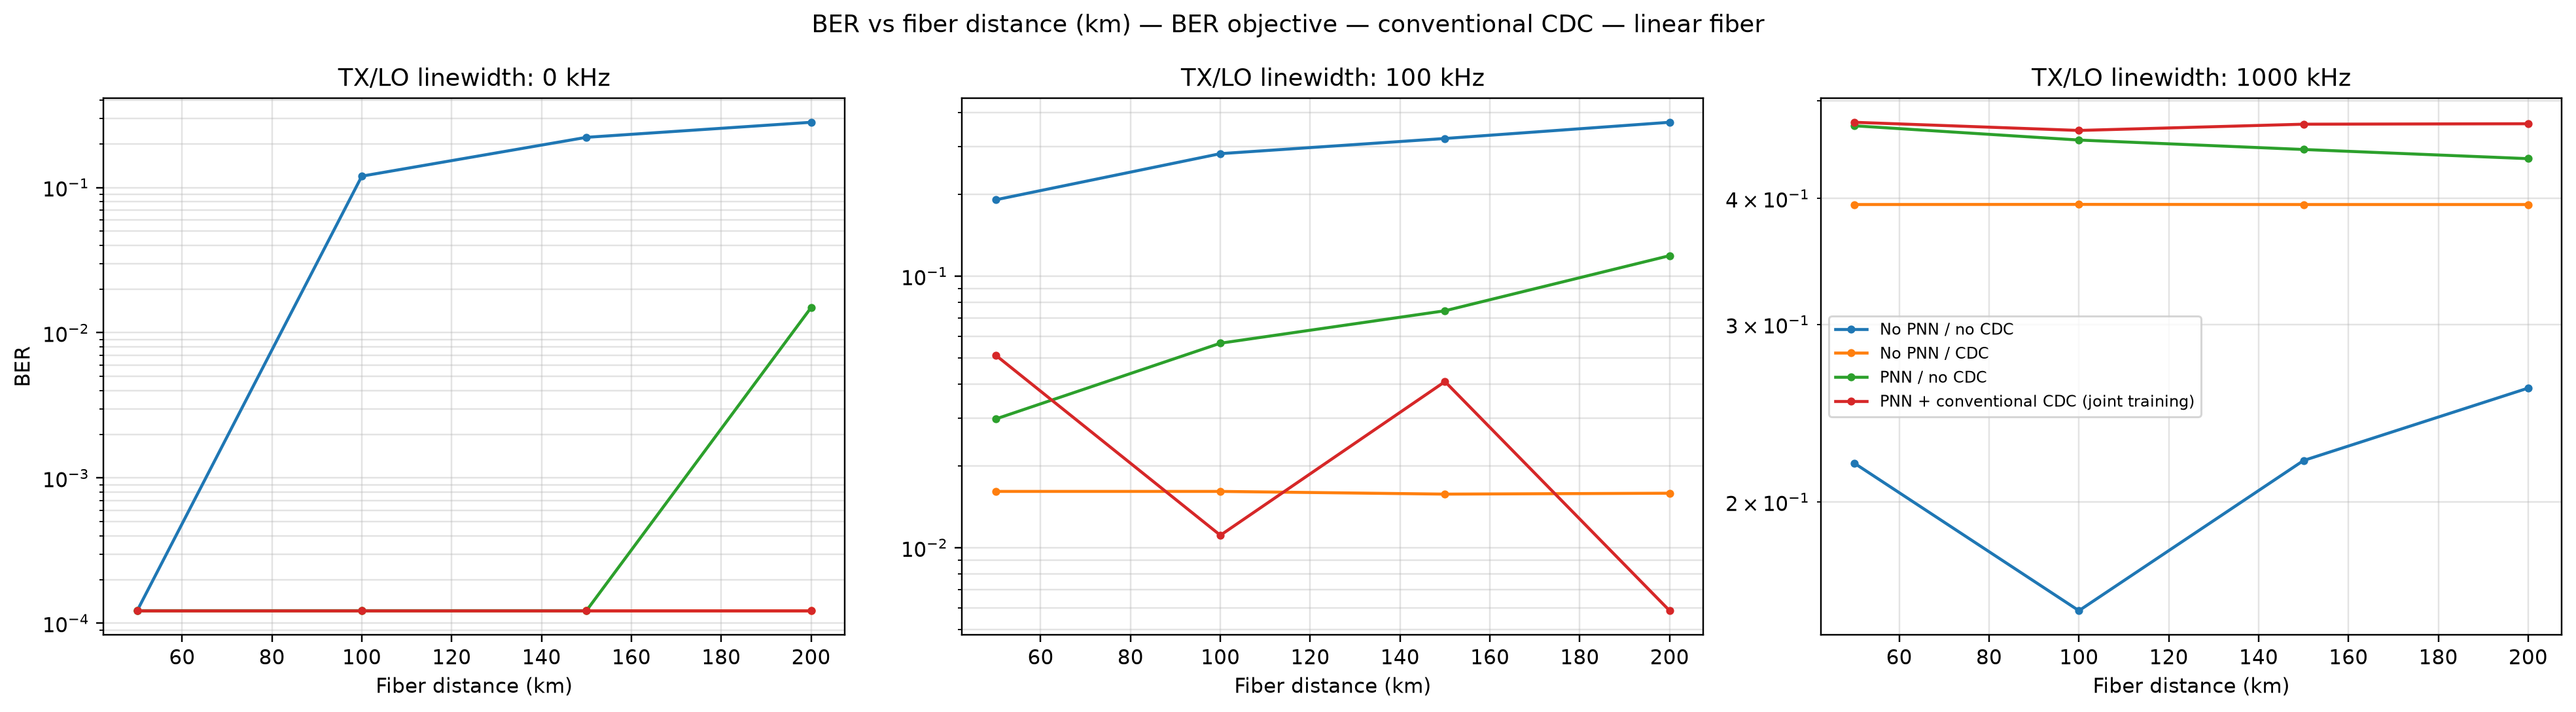 BER vs fiber distance (km) — BER objective — conventional CDC — linear fiber
TX/LO linewidth: 0 kHz
BER
10⁻¹
10⁻²
10⁻³
10⁻⁴
60 80 100 120 140 160 180 200
Fiber distance (km)
TX/LO linewidth: 100 kHz
10⁻¹
10⁻²
60 80 100 120 140 160 180 200
Fiber distance (km)
TX/LO linewidth: 1000 kHz
4 × 10⁻¹
3 × 10⁻¹
2 × 10⁻¹
No PNN / no CDC
No PNN / CDC
PNN / no CDC
PNN + conventional CDC (joint training)
60 80 100 120 140 160 180 200
Fiber distance (km)